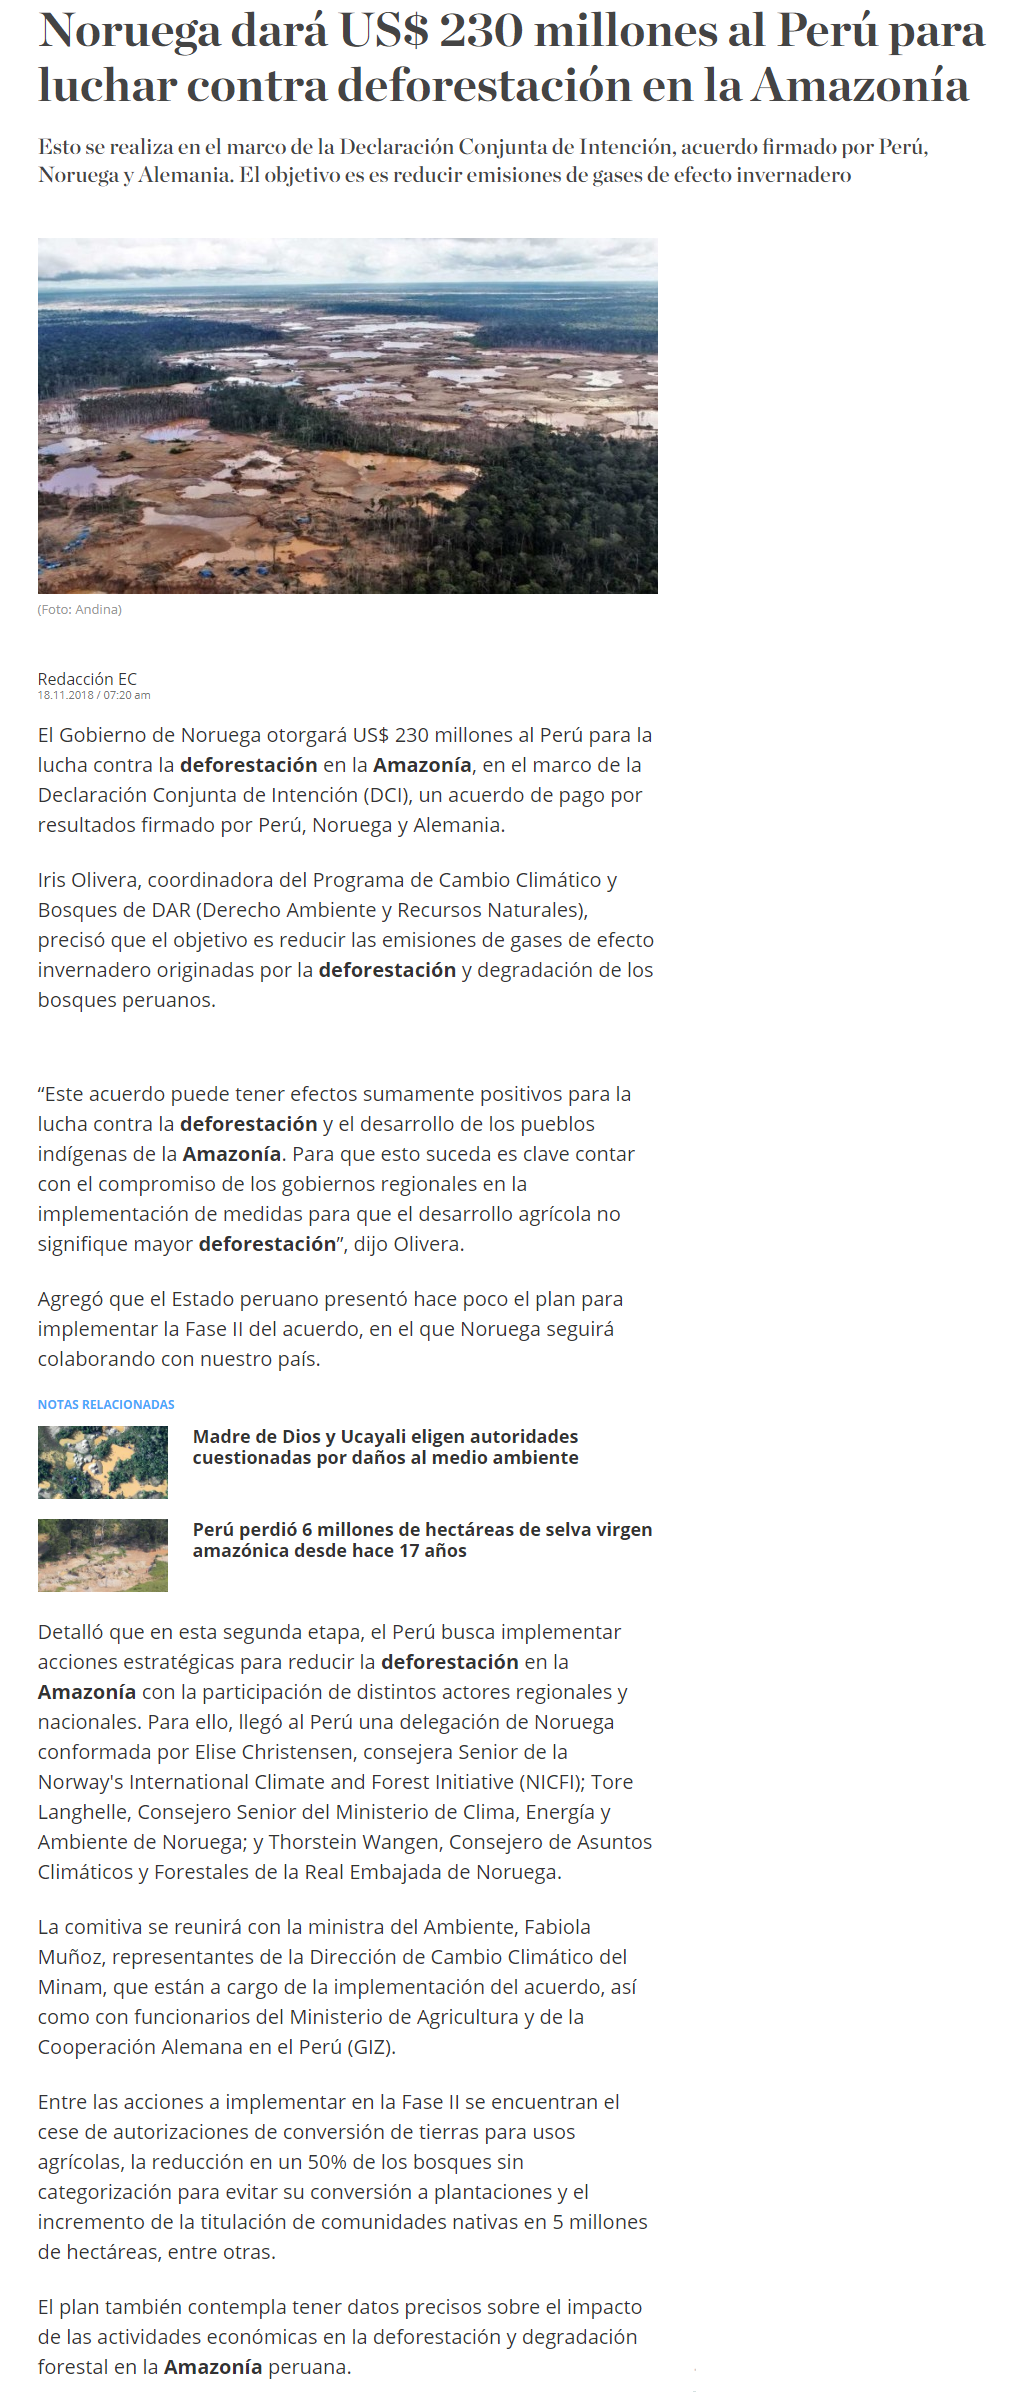 Noruega dará US$ 230 millones al Perú para
luchar contra deforestación en la Amazonía
Esto se realiza en el marco de la Declaración Conjunta de Intención, acuerdo firmado por Perú,
Noruega y Alemania. El objetivo es es reducir emisiones de gases de efecto invernadero
(Foto: Andina)
Redacción EC
18.11.2018 / 07:20 am
El Gobierno de Noruega otorgará US$ 230 millones al Perú para la
lucha contra la deforestación en la Amazonía, en el marco de la
Declaración Conjunta de Intención (DCI), un acuerdo de pago por
resultados firmado por Perú, Noruega y Alemania.
Iris Olivera, coordinadora del Programa de Cambio Climático y
Bosques de DAR (Derecho Ambiente y Recursos Naturales),
precisó que el objetivo es reducir las emisiones de gases de efecto
invernadero originadas por la deforestación y degradación de los
bosques peruanos.
“Este acuerdo puede tener efectos sumamente positivos para la
lucha contra la deforestación y el desarrollo de los pueblos
indígenas de la Amazonía. Para que esto suceda es clave contar
con el compromiso de los gobiernos regionales en la
implementación de medidas para que el desarrollo agrícola no
signifique mayor deforestación”, dijo Olivera.
Agregó que el Estado peruano presentó hace poco el plan para
implementar la Fase II del acuerdo, en el que Noruega seguirá
colaborando con nuestro país.
NOTAS RELACIONADAS
Madre de Dios y Ucayali eligen autoridades
cuestionadas por daños al medio ambiente
Perú perdió 6 millones de hectáreas de selva virgen
amazónica desde hace 17 años
Detalló que en esta segunda etapa, el Perú busca implementar
acciones estratégicas para reducir la deforestación en la
Amazonía con la participación de distintos actores regionales y
nacionales. Para ello, llegó al Perú una delegación de Noruega
conformada por Elise Christensen, consejera Senior de la
Norway's International Climate and Forest Initiative (NICFI); Tore
Langhelle, Consejero Senior del Ministerio de Clima, Energía y
Ambiente de Noruega; y Thorstein Wangen, Consejero de Asuntos
Climáticos y Forestales de la Real Embajada de Noruega.
La comitiva se reunirá con la ministra del Ambiente, Fabiola
Muñoz, representantes de la Dirección de Cambio Climático del
Minam, que están a cargo de la implementación del acuerdo, así
como con funcionarios del Ministerio de Agricultura y de la
Cooperación Alemana en el Perú (GIZ).
Entre las acciones a implementar en la Fase II se encuentran el
cese de autorizaciones de conversión de tierras para usos
agrícolas, la reducción en un 50% de los bosques sin
categorización para evitar su conversión a plantaciones y el
incremento de la titulación de comunidades nativas en 5 millones
de hectáreas, entre otras.
El plan también contempla tener datos precisos sobre el impacto
de las actividades económicas en la deforestación y degradación
forestal en la Amazonía peruana.